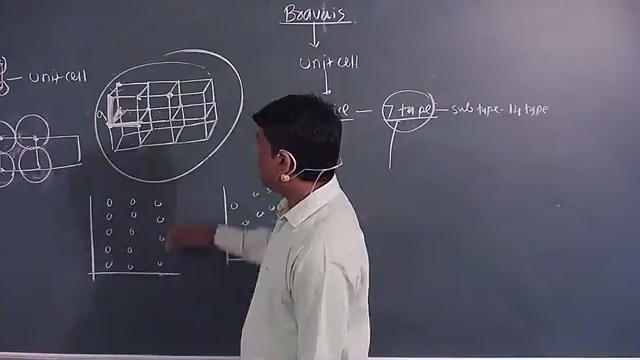 Bravais
unit cell
unit cell
7 type — sub type - 14 type
a